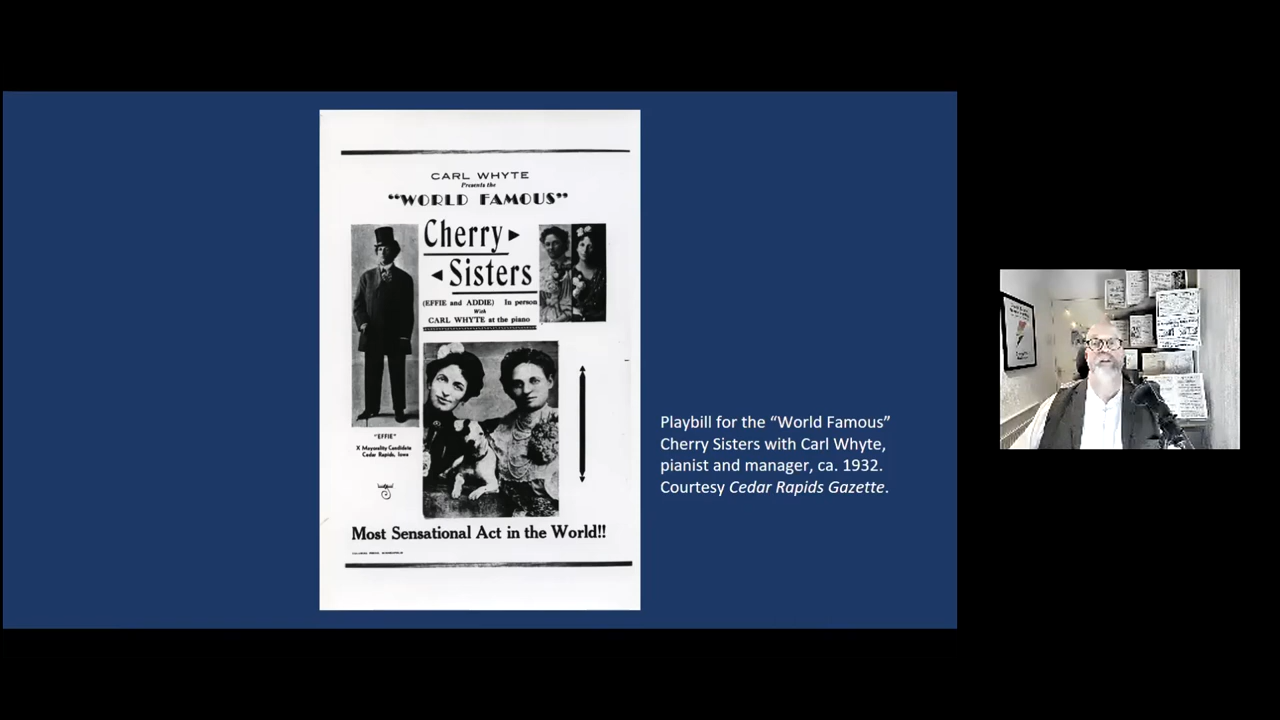 CARL WHYTE
Presents the
“WORLD FAMOUS”
Cherry
Sisters
(EFFIE and ADDIE) In person
With
CARL WHYTE at the piano
"EFFIE"
X Mayorality Candidate
Cedar Rapids, Iowa
Most Sensational Act in the World!!
Playbill for the “World Famous”
Cherry Sisters with Carl Whyte,
pianist and manager, ca. 1932.
Courtesy Cedar Rapids Gazette.